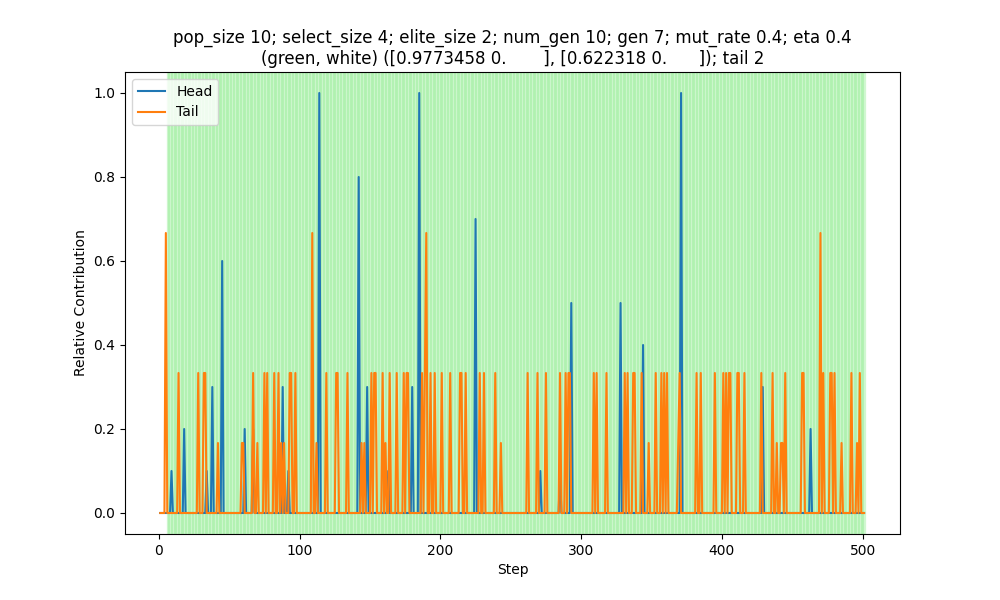 pop_size 10; select_size 4; elite_size 2; num_gen 10; gen 7; mut_rate 0.4; eta 0.4
(green, white) ([0.9773458 0.       ], [0.622318 0.      ]); tail 2
Head
Tail
1.0
0.8
0.6
0.4
0.2
0.0
Relative Contribution
0
100
200
300
400
500
Step